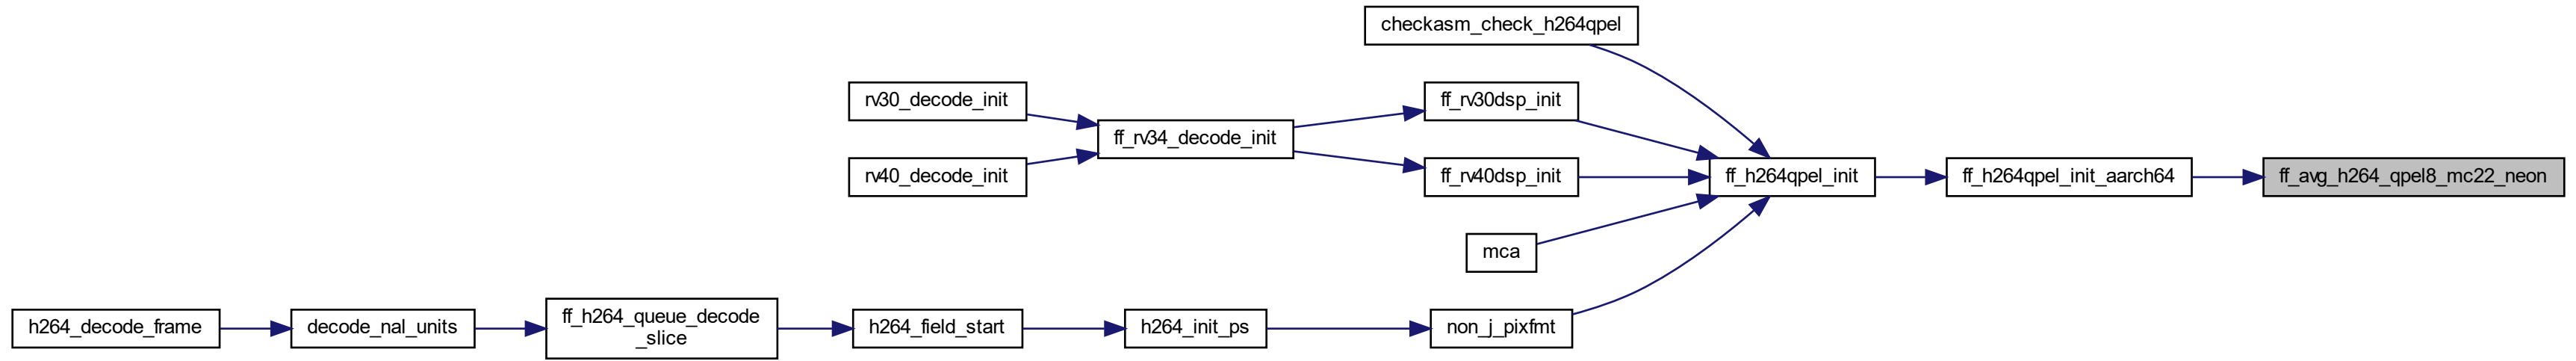 checkasm_check_h264qpel
rv30_decode_init
ff_rv30dsp_init
ff_rv34_decode_init
rv40_decode_init
ff_rv40dsp_init
ff_h264qpel_init
ff_h264qpel_init_aarch64
ff_avg_h264_qpel8_mc22_neon
mca
h264_decode_frame
decode_nal_units
ff_h264_queue_decode
_slice
h264_field_start
h264_init_ps
non_j_pixfmt